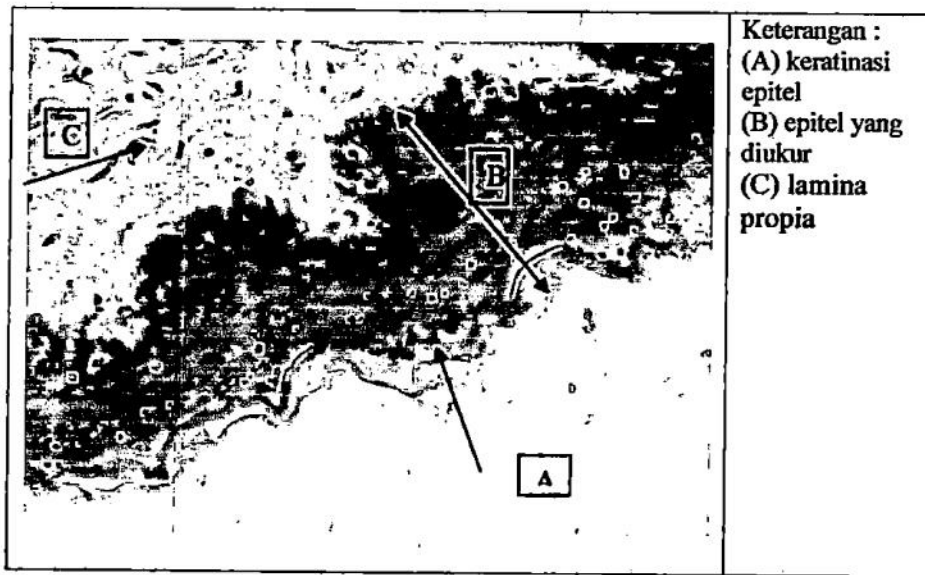 C
B
A
Keterangan :
(A) keratinasi
epitel
(B) epitel yang
diukur
(C) lamina
propia